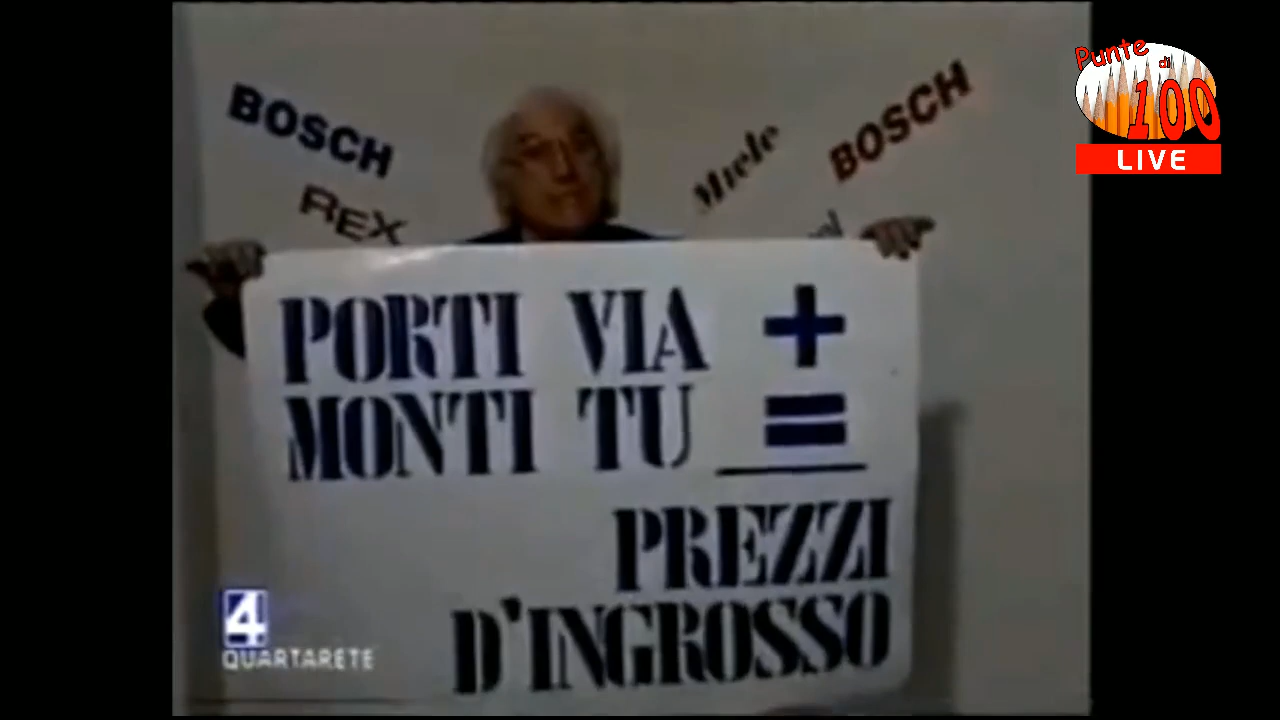 Punte
di
100
LIVE
BOSCH
Miele
BOSCH
REX
PORTI VIA +
MONTI TU =
PREZZI
D'INGROSSO
4
QUARTARETE